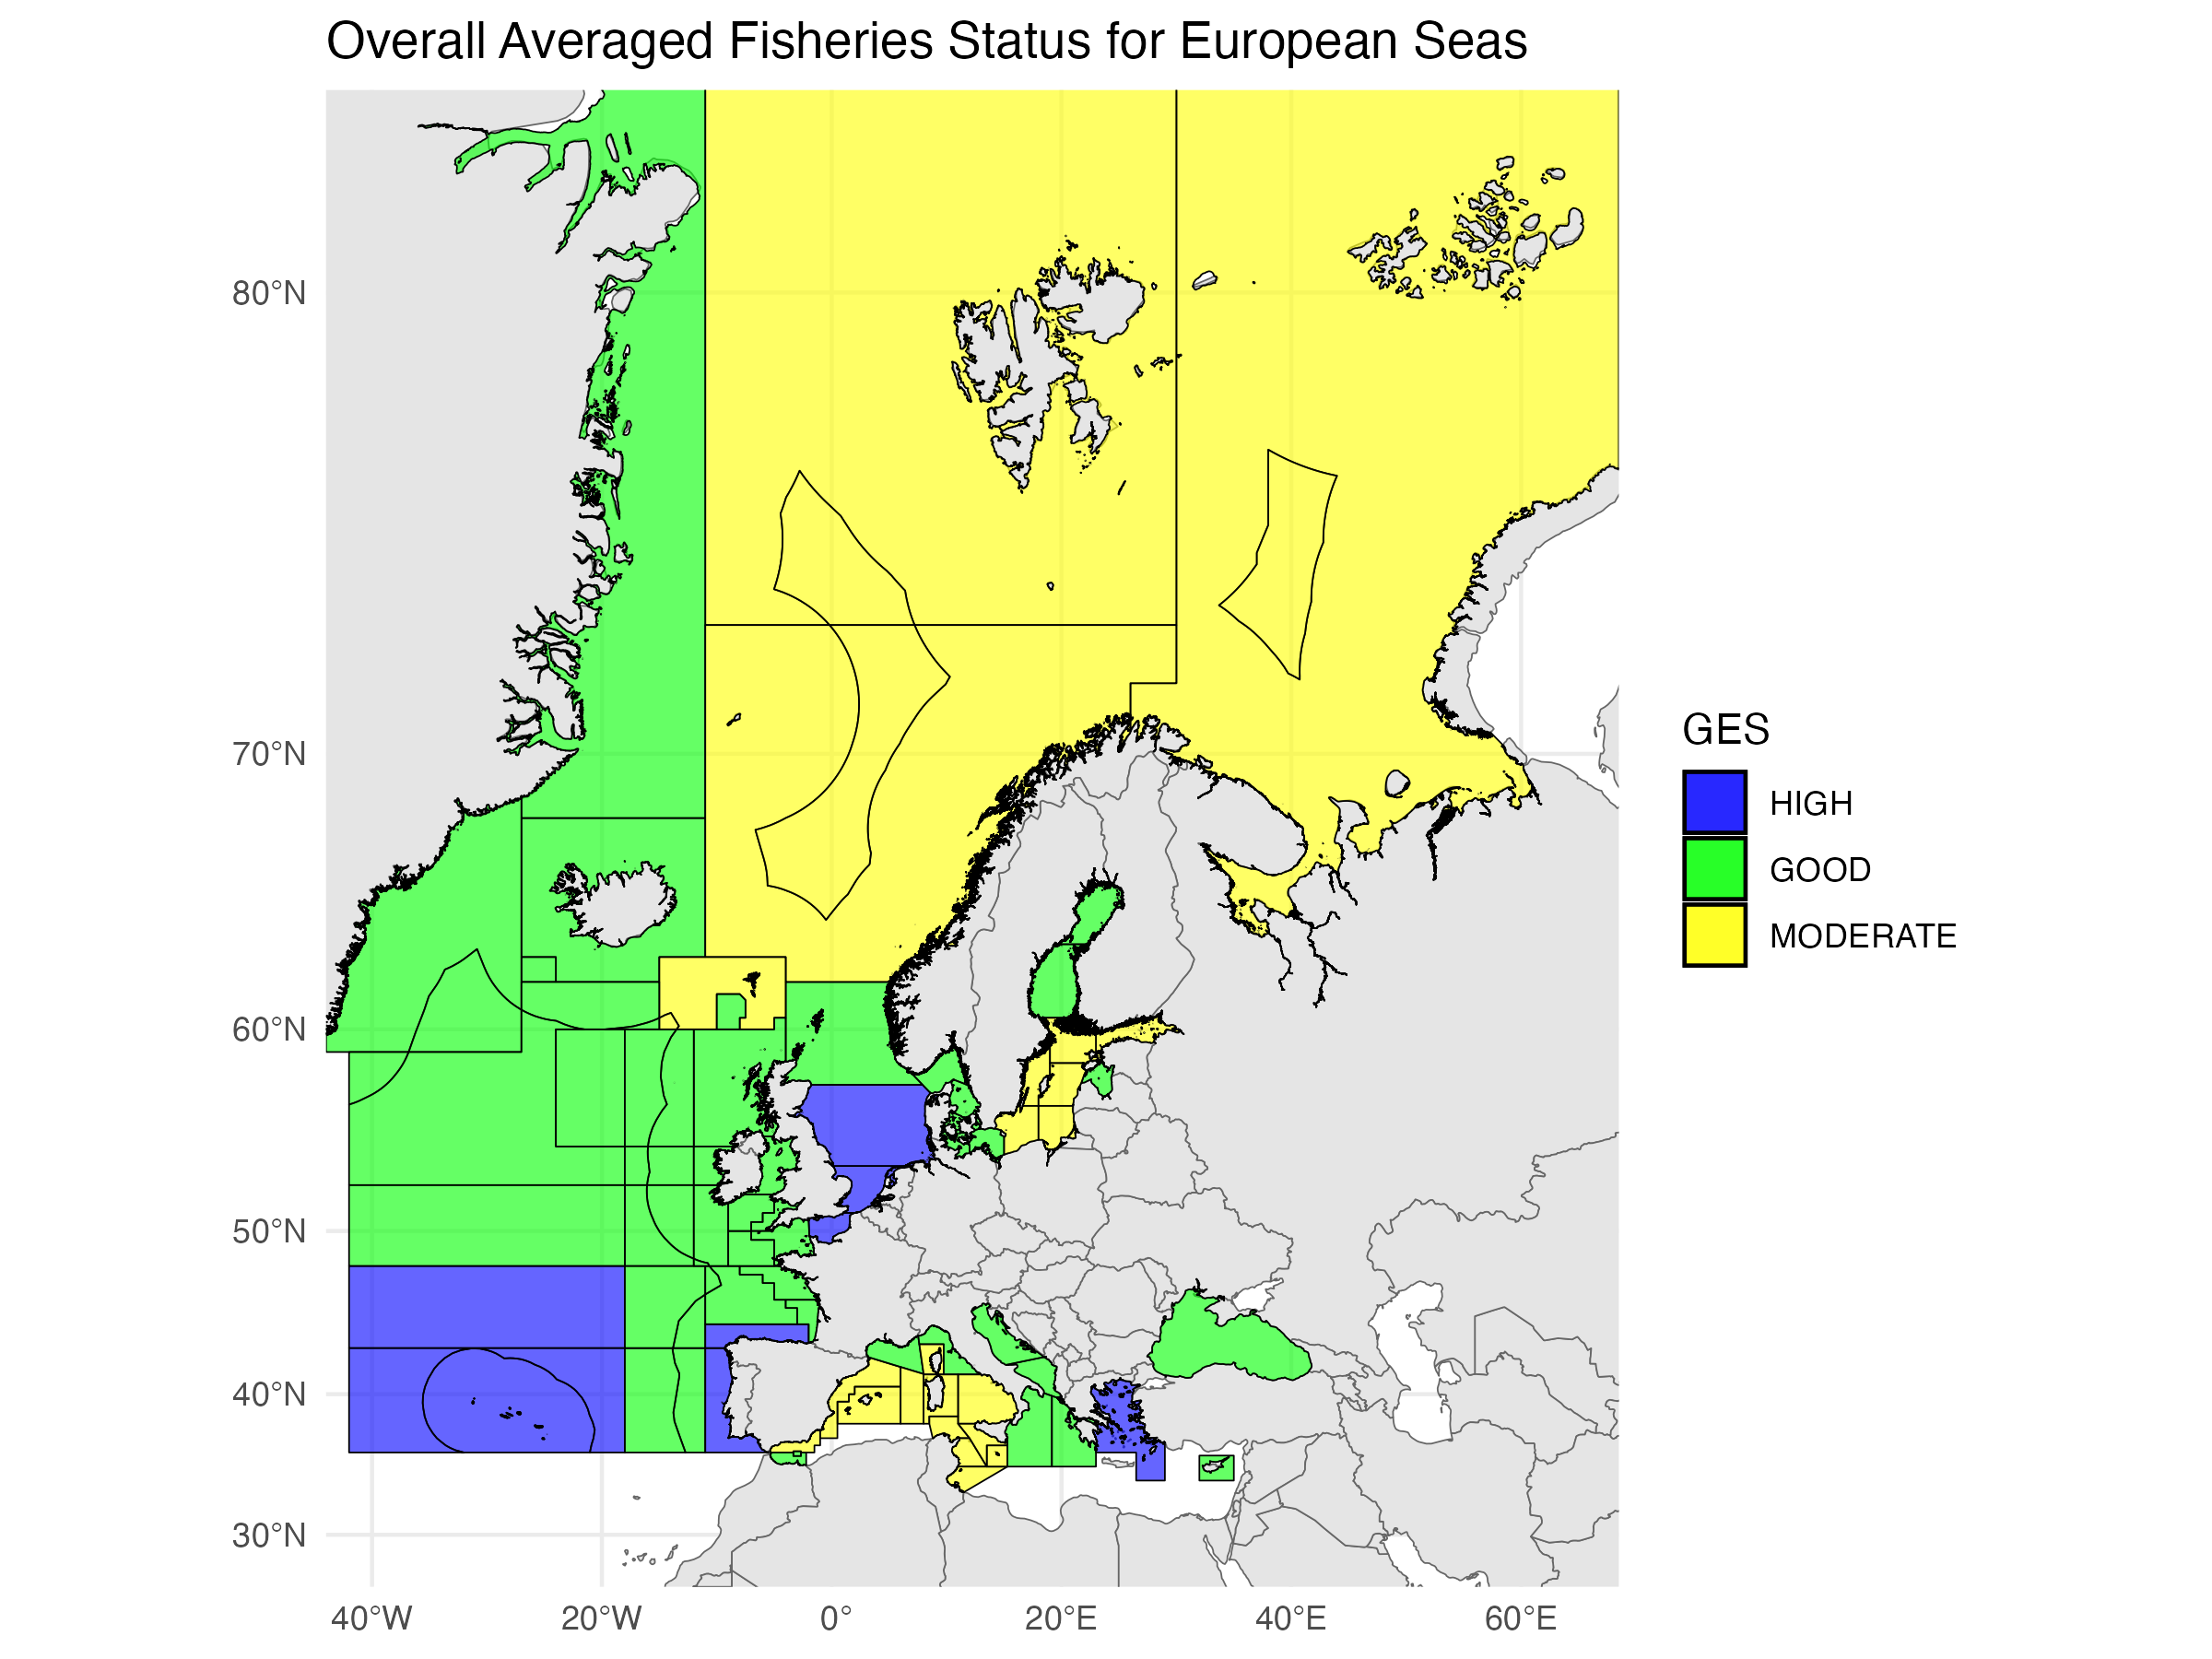 Overall Averaged Fisheries Status for European Seas
80°N
70°N
60°N
50°N
40°N
30°N
40°W
20°W
0°
20°E
40°E
60°E
GES
HIGH
GOOD
MODERATE